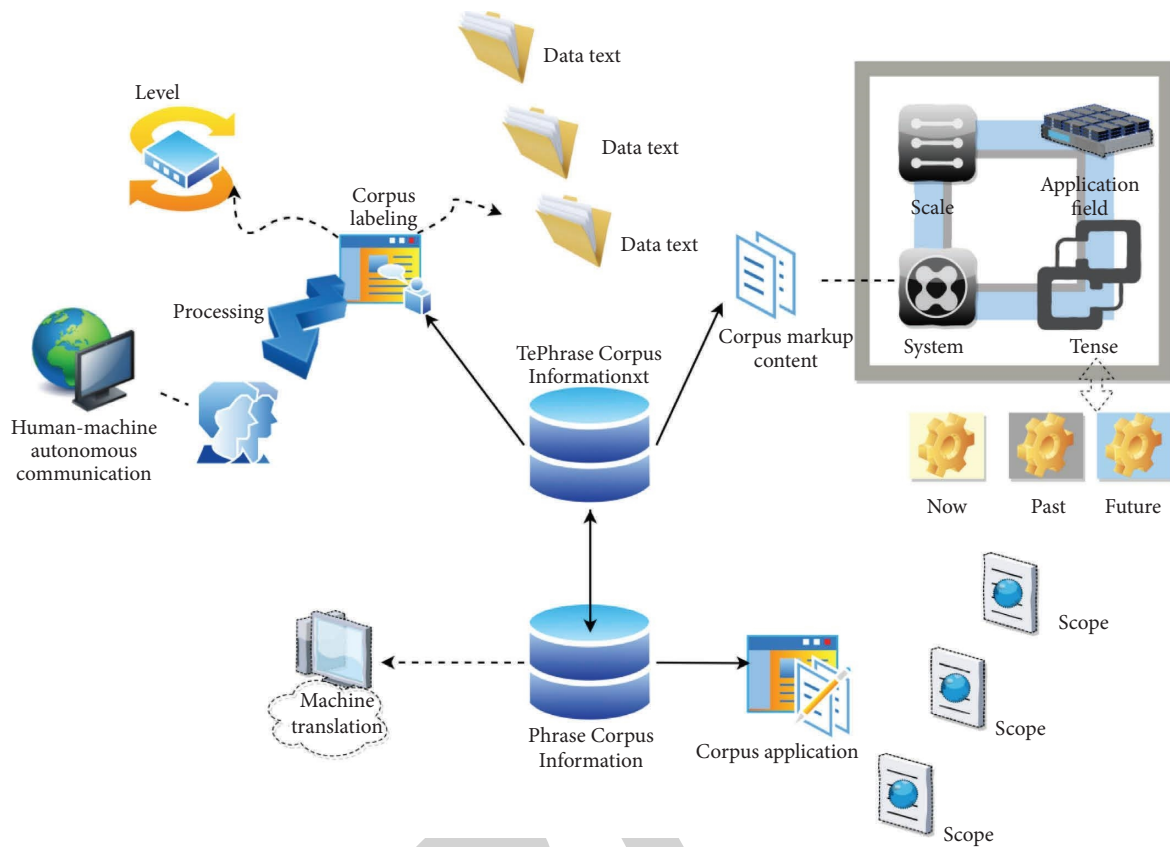 Data text
Level
Data text
Corpus
labeling
Application
field
Scale
Data text
Processing
Corpus markup
content
System
Tense
TePhrase Corpus
Informationxt
Human-machine
autonomous
communication
Now
Past
Future
Scope
Machine
translation
Scope
Phrase Corpus
Information
Corpus application
Scope